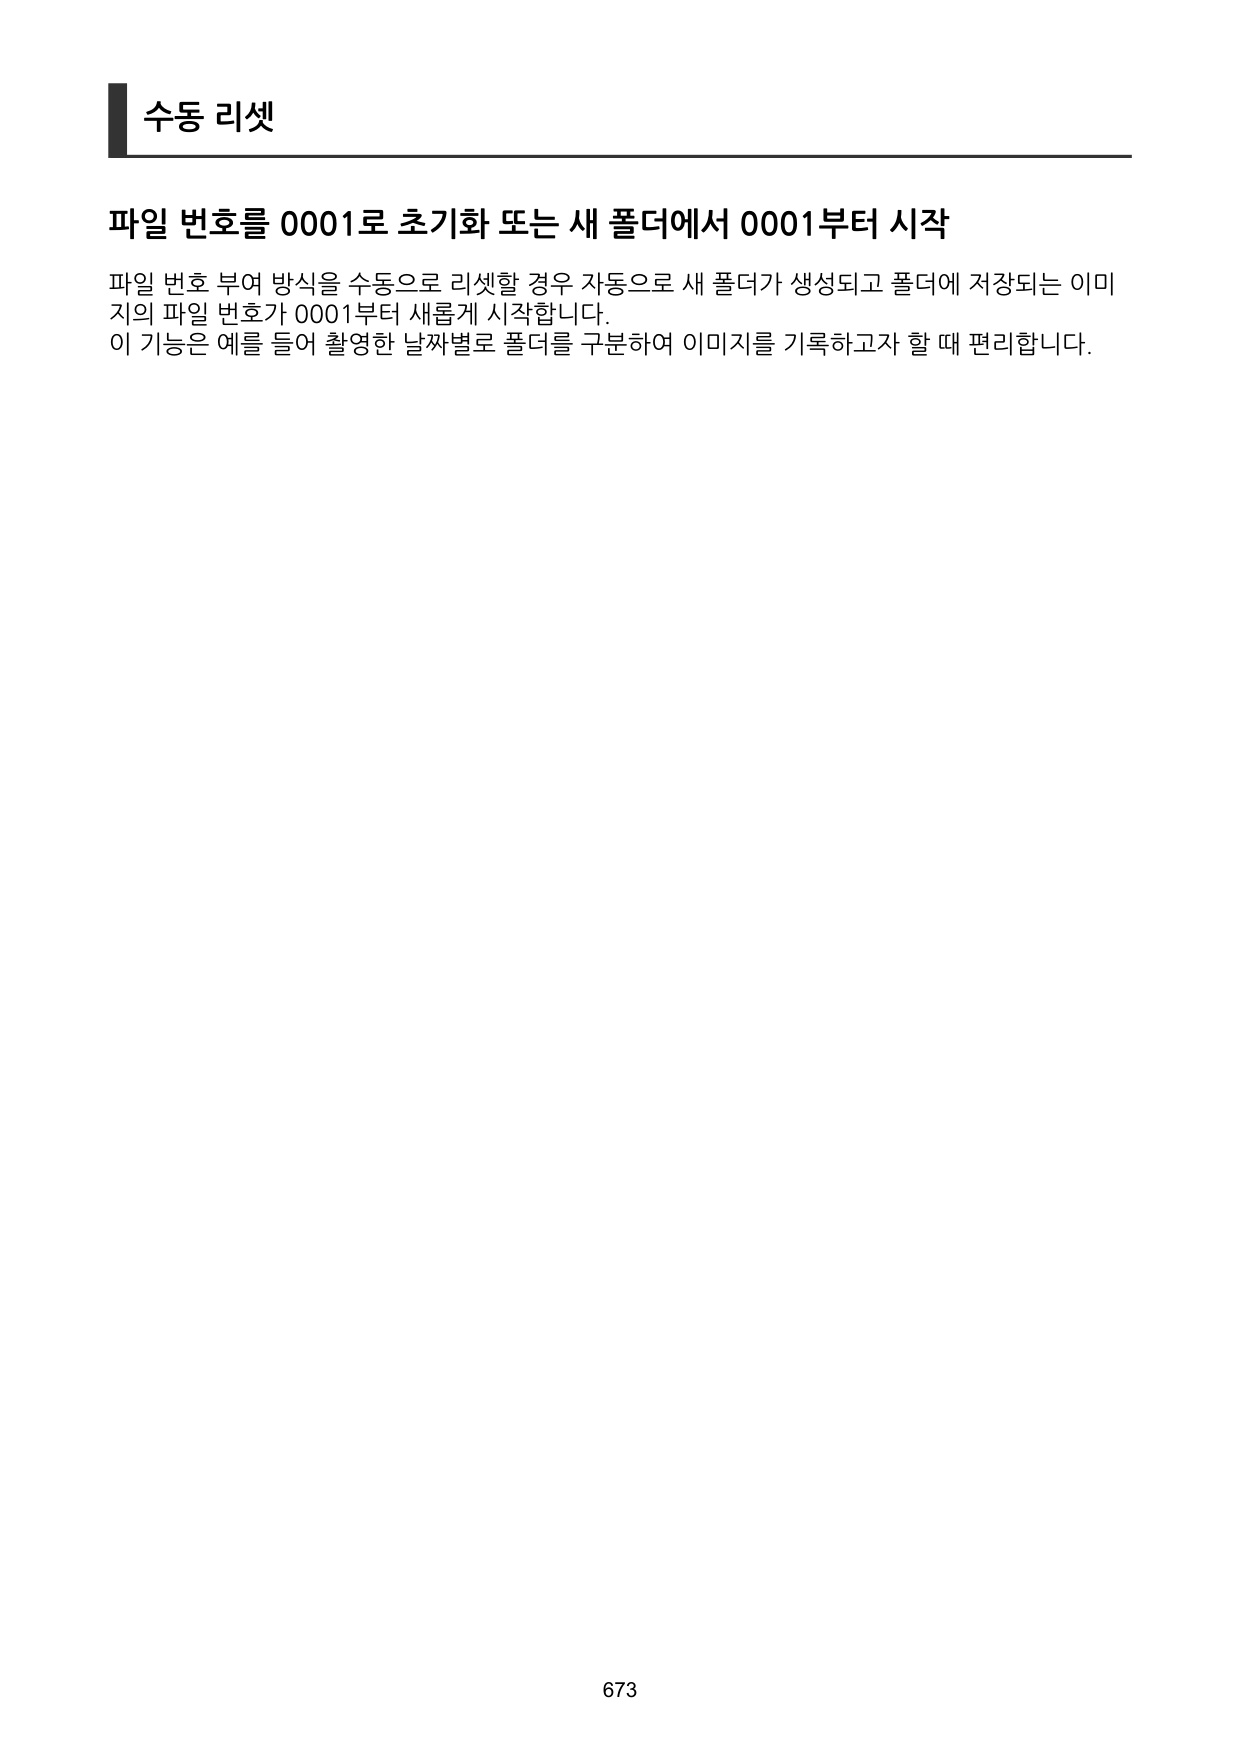 수동 리셋
파일 번호를 0001로 초기화 또는 새 폴더에서 0001부터 시작
파일 번호 부여 방식을 수동으로 리셋할 경우 자동으로 새 폴더가 생성되고 폴더에 저장되는 이미
지의 파일 번호가 0001부터 새롭게 시작합니다.
이 기능은 예를 들어 촬영한 날짜별로 폴더를 구분하여 이미지를 기록하고자 할 때 편리합니다.
673